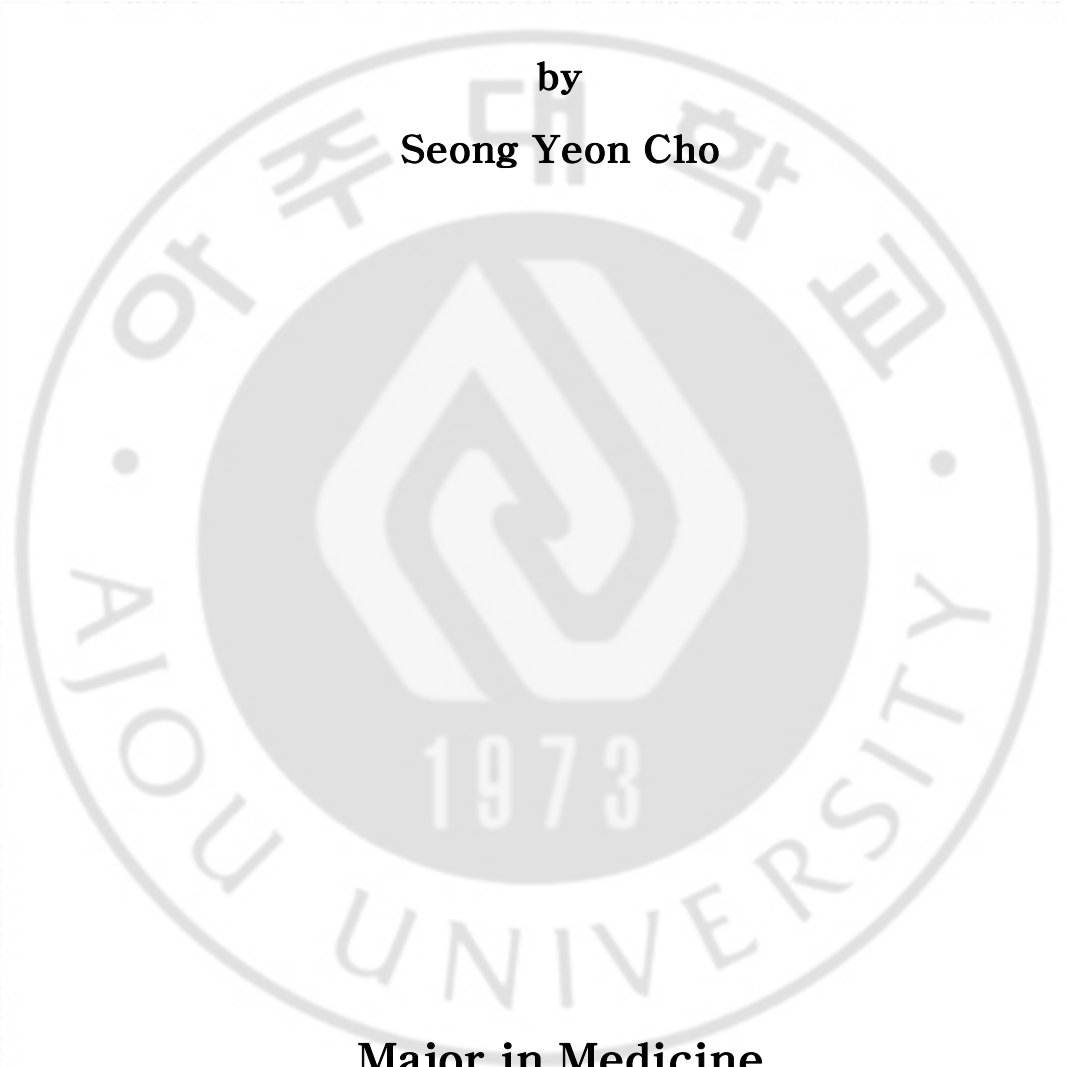 by
Seong Yeon Cho
아주대학교
1973
AJOU UNIVERSITY
Major in Medicine